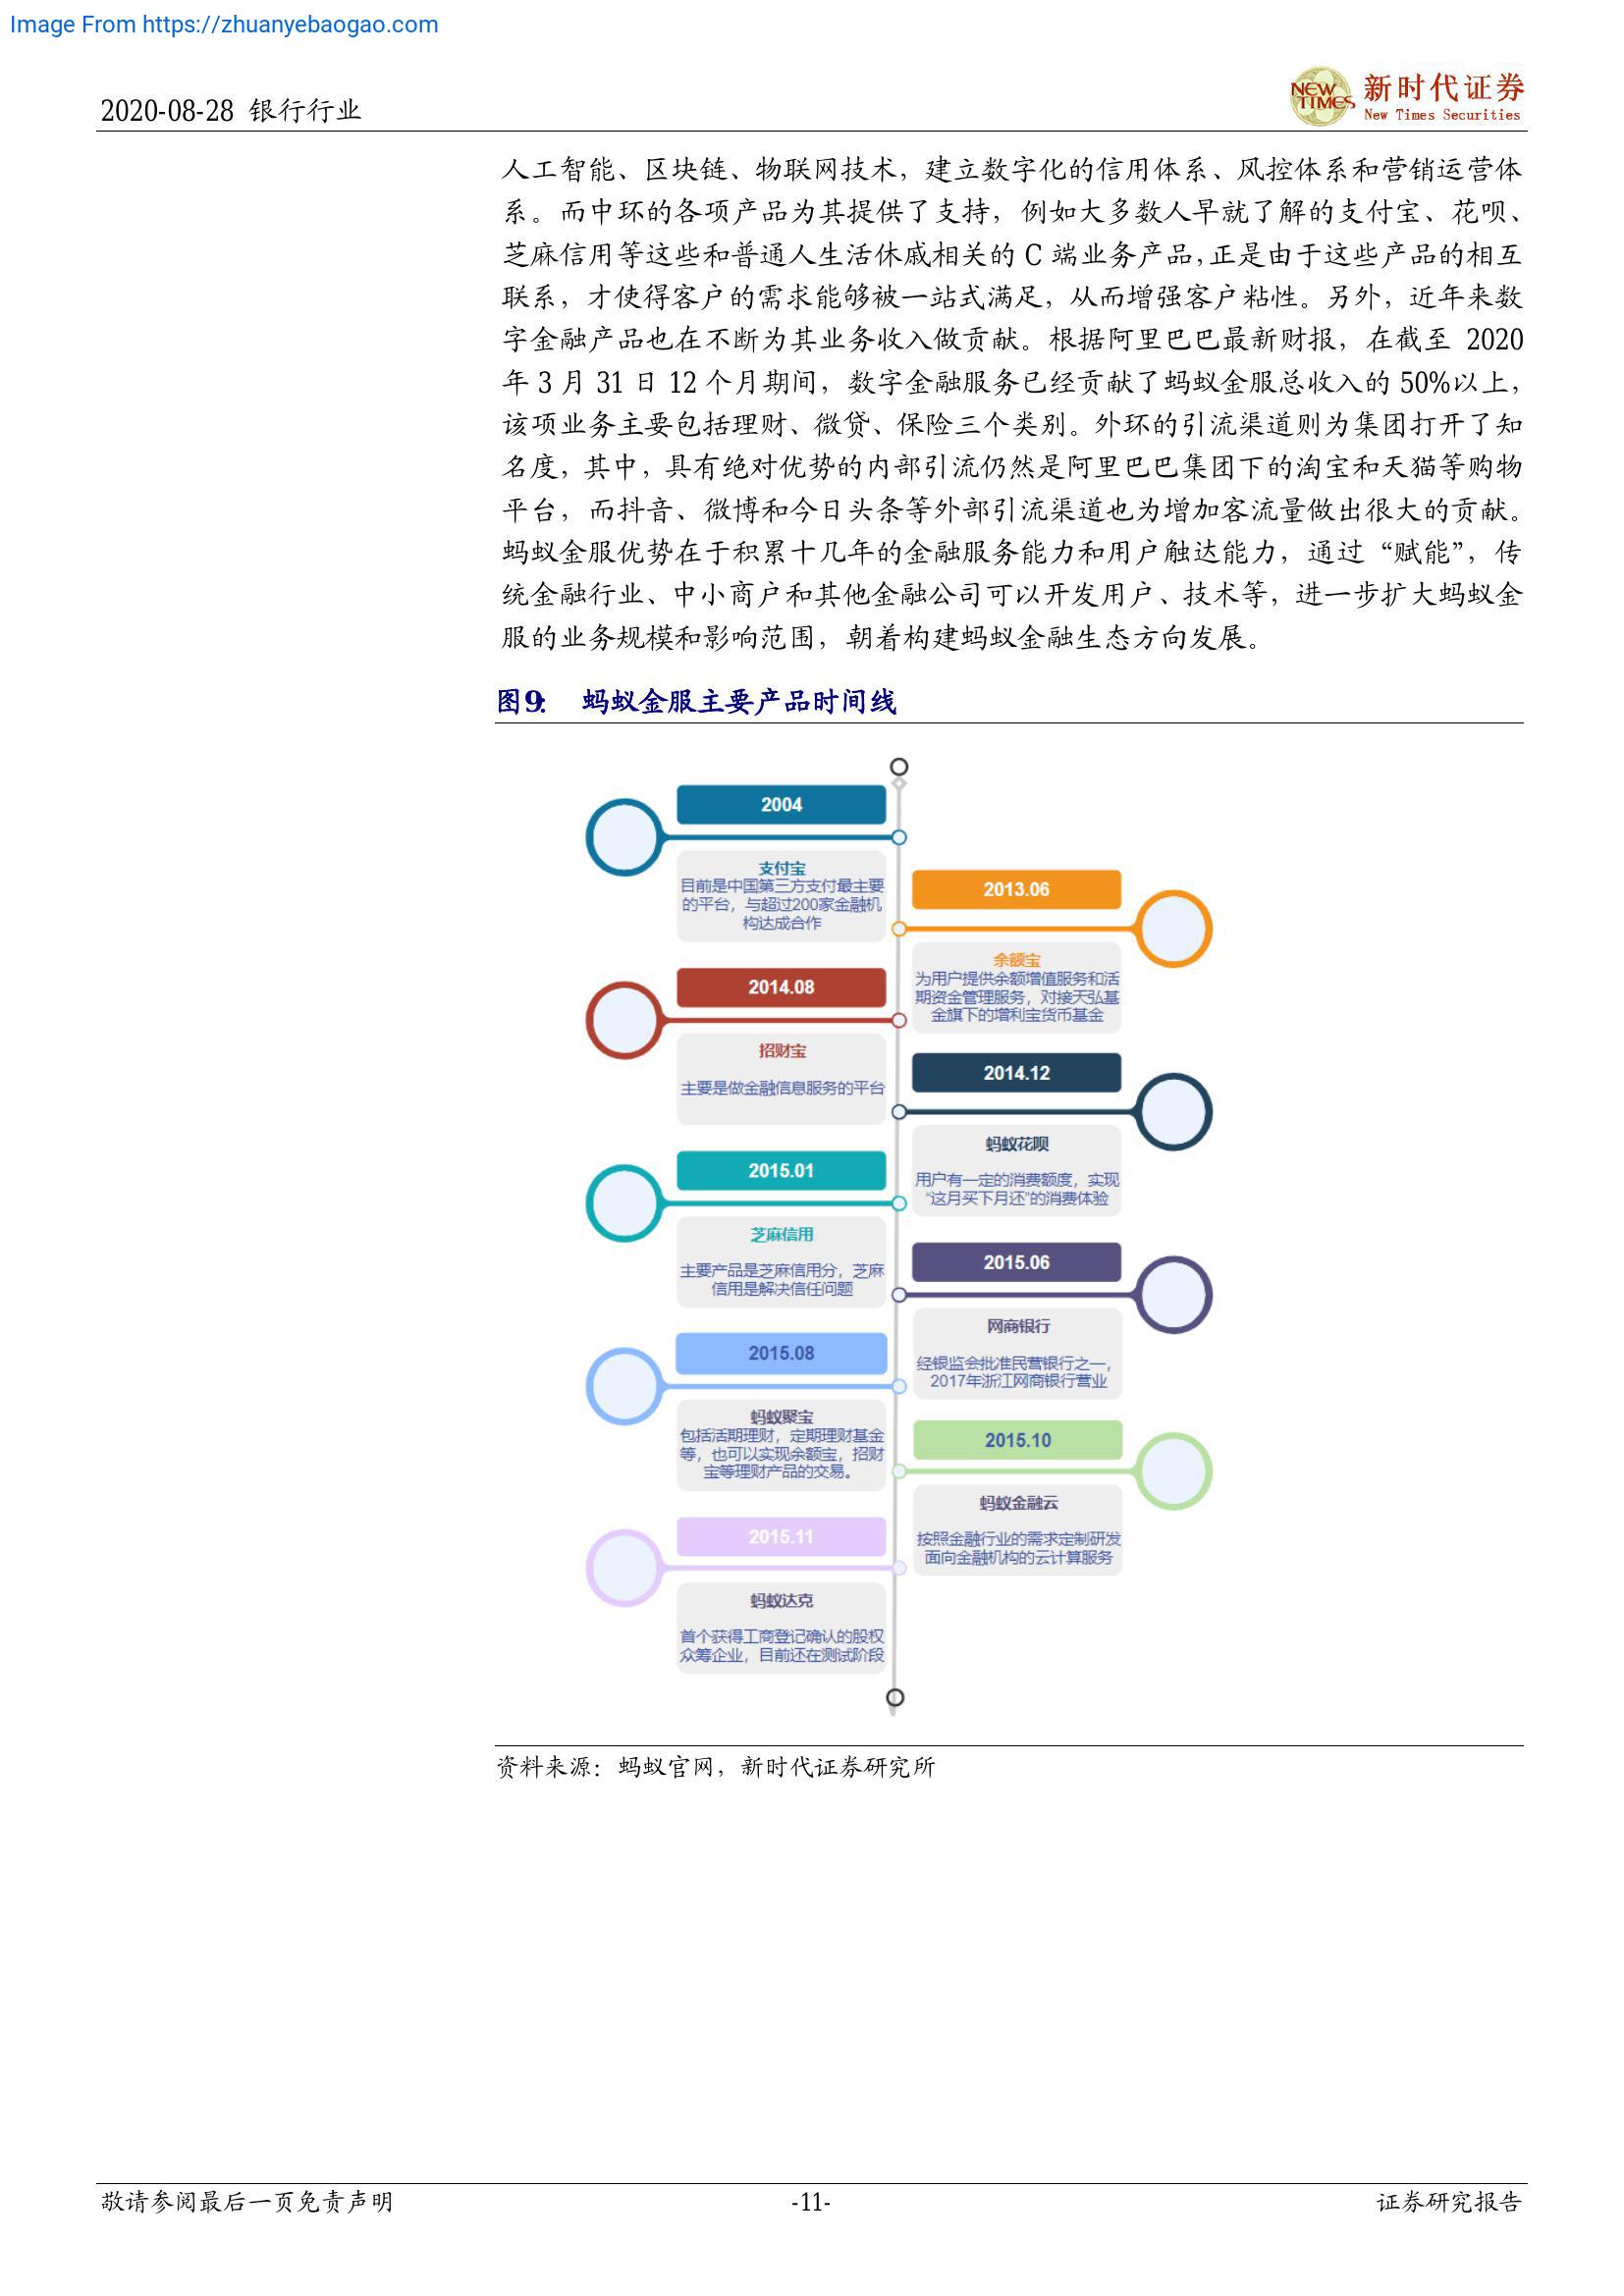 Image From https://zhuanyebaogao.com
2020-08-28 银行行业
NEW TIMES
新时代证券
New Times Securities
人工智能、区块链、物联网技术，建立数字化的信用体系、风控体系和营销运营体
系。而中环的各项产品为其提供了支持，例如大多数人早就了解的支付宝、花呗、
芝麻信用等这些和普通人生活休戚相关的 C 端业务产品，正是由于这些产品的相互
联系，才使得客户的需求能够被一站式满足，从而增强客户粘性。另外，近年来数
字金融产品也在不断为其业务收入做贡献。根据阿里巴巴最新财报，在截至 2020
年 3 月 31 日 12 个月期间，数字金融服务已经贡献了蚂蚁金服总收入的 50%以上，
该项业务主要包括理财、微贷、保险三个类别。外环的引流渠道则为集团打开了知
名度，其中，具有绝对优势的内部引流仍然是阿里巴巴集团下的淘宝和天猫等购物
平台，而抖音、微博和今日头条等外部引流渠道也为增加客流量做出很大的贡献。
蚂蚁金服优势在于积累十几年的金融服务能力和用户触达能力，通过“赋能”，传
统金融行业、中小商户和其他金融公司可以开发用户、技术等，进一步扩大蚂蚁金
服的业务规模和影响范围，朝着构建蚂蚁金融生态方向发展。
图9： 蚂蚁金服主要产品时间线
2004
支付宝
目前是中国第三方支付最主要
的平台，与超过200家金融机
构达成合作
2013.06
余额宝
为用户提供余额增值服务和活
期资金管理服务，对接天弘基
金旗下的增利宝货币基金
2014.08
招财宝
主要是做金融信息服务的平台
2014.12
蚂蚁花呗
用户有一定的消费额度，实现
“这月买下月还”的消费体验
2015.01
芝麻信用
主要产品是芝麻信用分，芝麻
信用是解决信任问题
2015.06
网商银行
经银监会批准民营银行之一，
2017年浙江网商银行营业
2015.08
蚂蚁聚宝
包括活期理财，定期理财基金
等，也可以实现余额宝，招财
宝等理财产品的交易。
2015.10
蚂蚁金融云
按照金融行业的需求定制研发
面向金融机构的云计算服务
2015.11
蚂蚁达克
首个获得工商登记确认的股权
众筹企业，目前还在测试阶段
资料来源：蚂蚁官网，新时代证券研究所
敬请参阅最后一页免责声明
-11-
证券研究报告